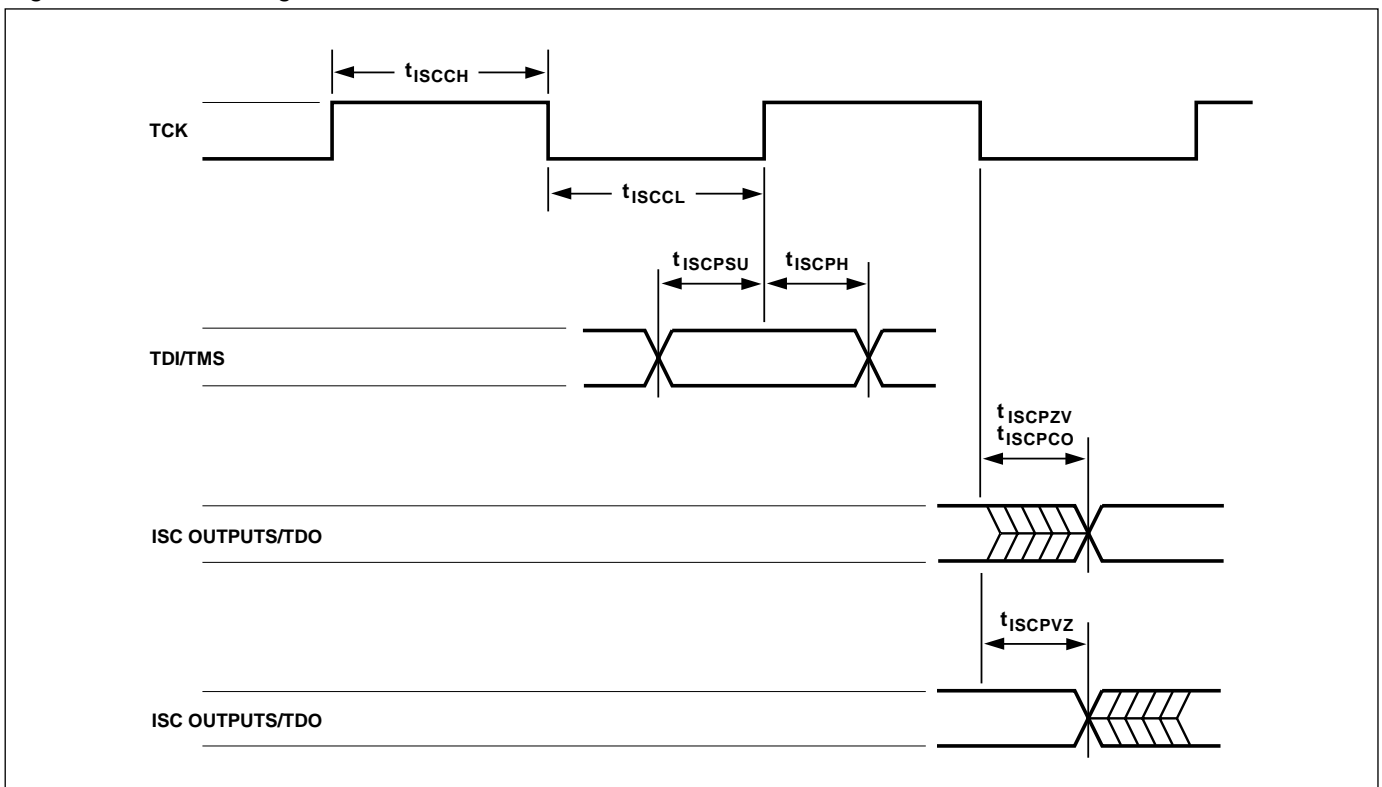 tISCCH
TCK
tISCCL
tISCPSU
tISCPH
TDI/TMS
tISCPZV
tISCPCO
ISC OUTPUTS/TDO
tISCPVZ
ISC OUTPUTS/TDO